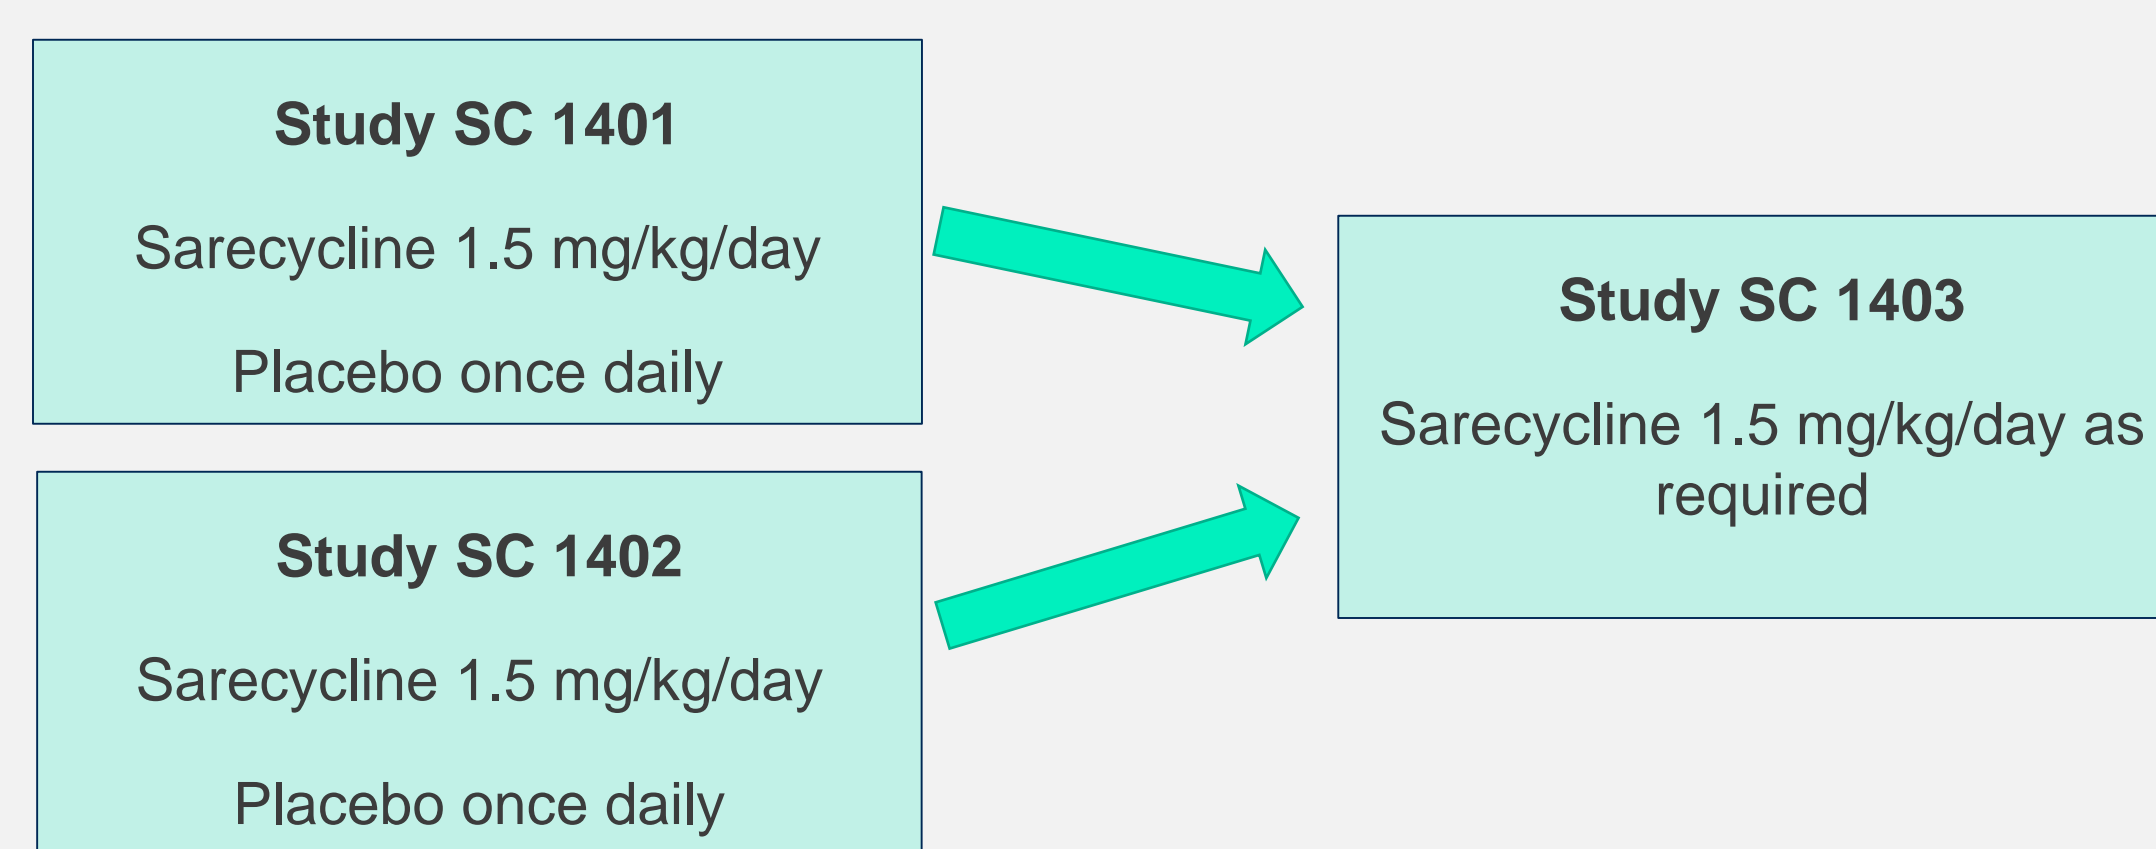 Study SC 1401
Sarecycline 1.5 mg/kg/day
Placebo once daily
Study SC 1402
Sarecycline 1.5 mg/kg/day
Placebo once daily
Study SC 1403
Sarecycline 1.5 mg/kg/day as
required